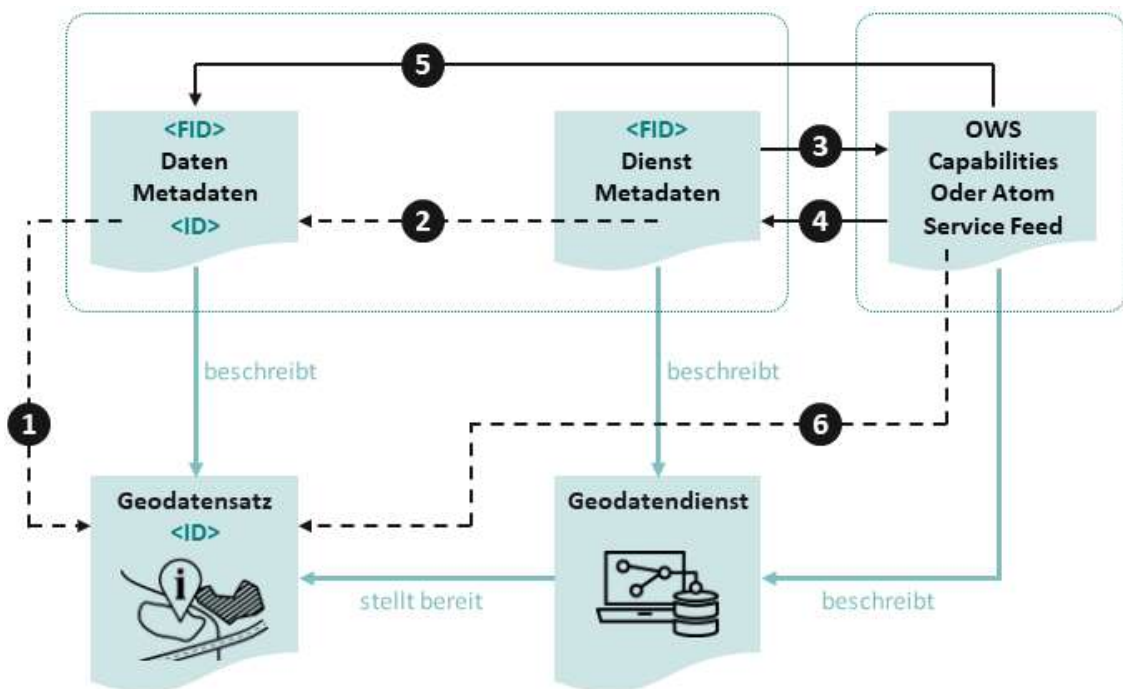 5
<FID>
Daten
Metadaten
<ID>
<FID>
Dienst
Metadaten
3
OWS
Capabilities
Oder Atom
Service Feed
2
4
beschreibt
beschreibt
1
6
Geodatensatz
<ID>
i
Geodatendienst
stellt bereit
beschreibt